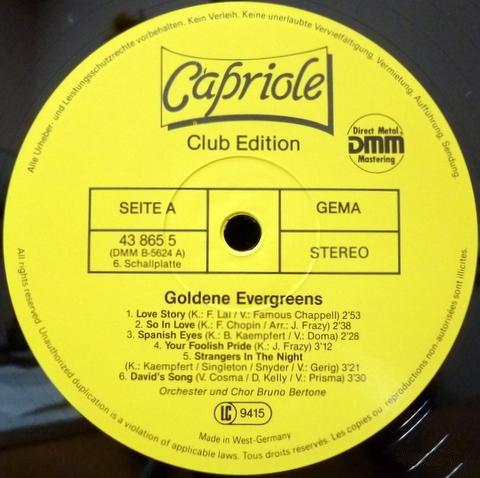 Alle Urheber- und Leistungsschutzrechte vorbehalten. Kein Verleih. Keine unerlaubte Vervielfältigung, Vermietung, Aufführung, Sendung.
Capriole
Club Edition
Direct Metal
DMM
Mastering
SEITE A
GEMA
43 865 5
(DMM B-5624 A)
6. Schallplatte
STEREO
Goldene Evergreens
1. Love Story (K.: F. Lai / V.: Famous Chappell) 2'53
2. So In Love (K.: F. Chopin / Arr.: J. Frazy) 2'38
3. Spanish Eyes (K.: B. Kaempfert / V.: Doma) 2'28
4. Your Foolish Pride (K.: J. Frazy) 3'12
5. Strangers In The Night
(K.: Kaempfert / Singleton / Snyder / V.: Gerig) 3'21
6. David's Song (V. Cosma / D. Kelly / V.: Prisma) 3'30
Orchester und Chor Bruno Bertone
LC 9415
Made in West-Germany
All rights reserved. Unauthorized duplication is a violation of applicable laws. Tous droits réservés. Les copies ou reproductions non-autorisées sont illicites.